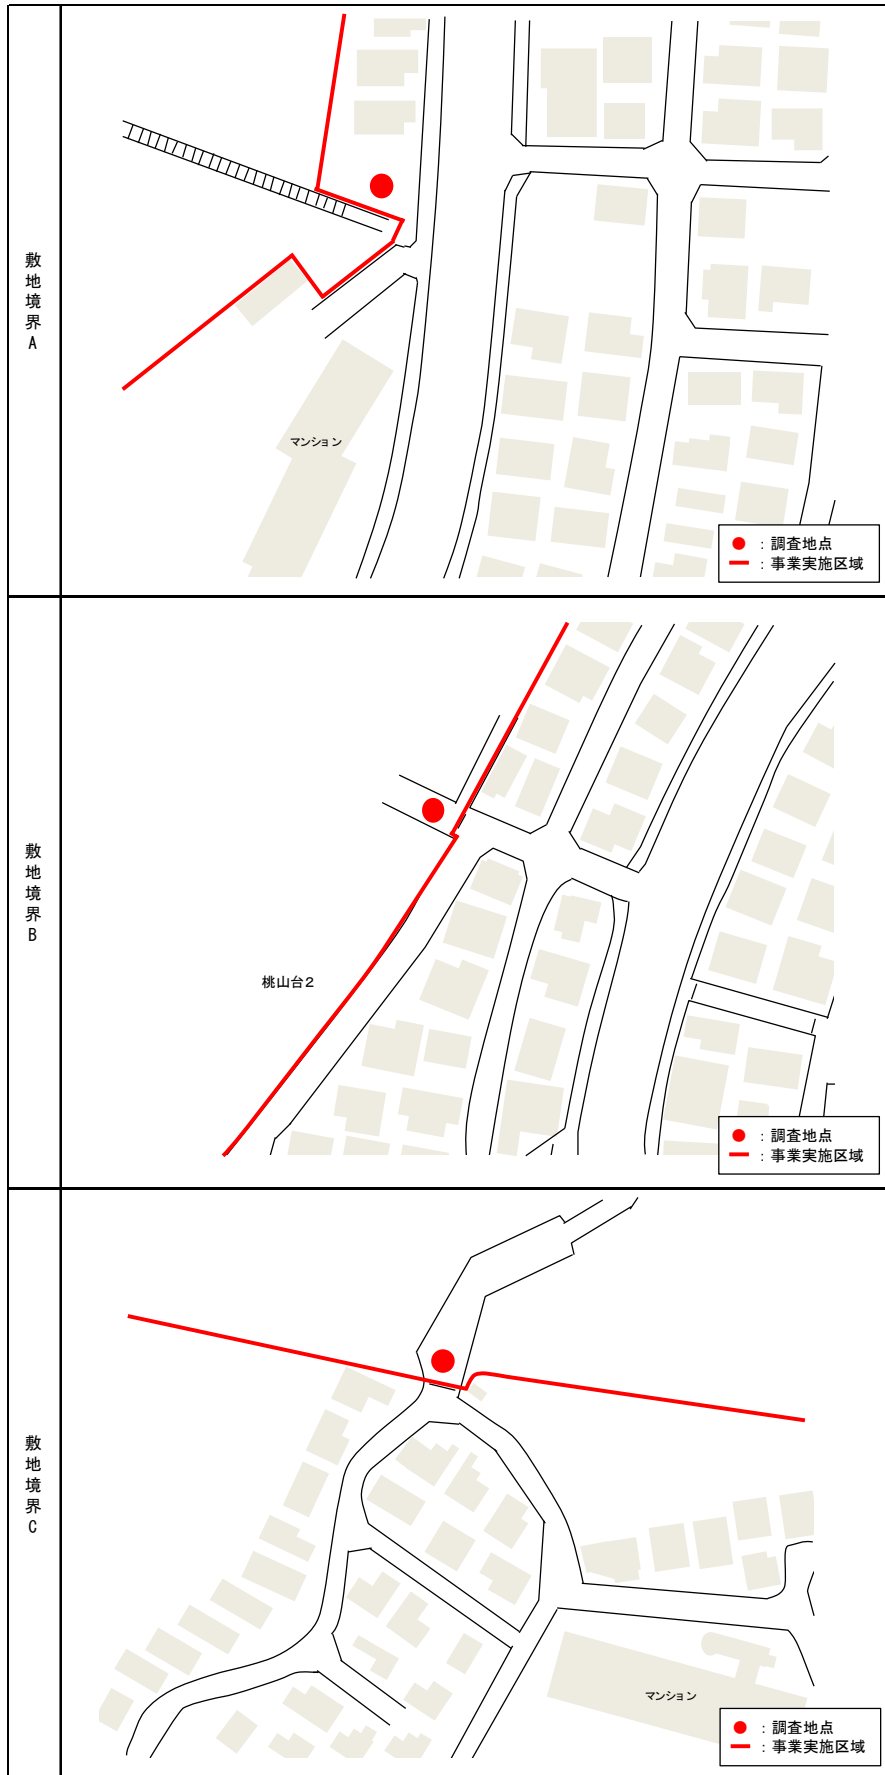 敷地境界A
マンション
：調査地点
：事業実施区域
敷地境界B
桃山台２
：調査地点
：事業実施区域
敷地境界C
マンション
：調査地点
：事業実施区域